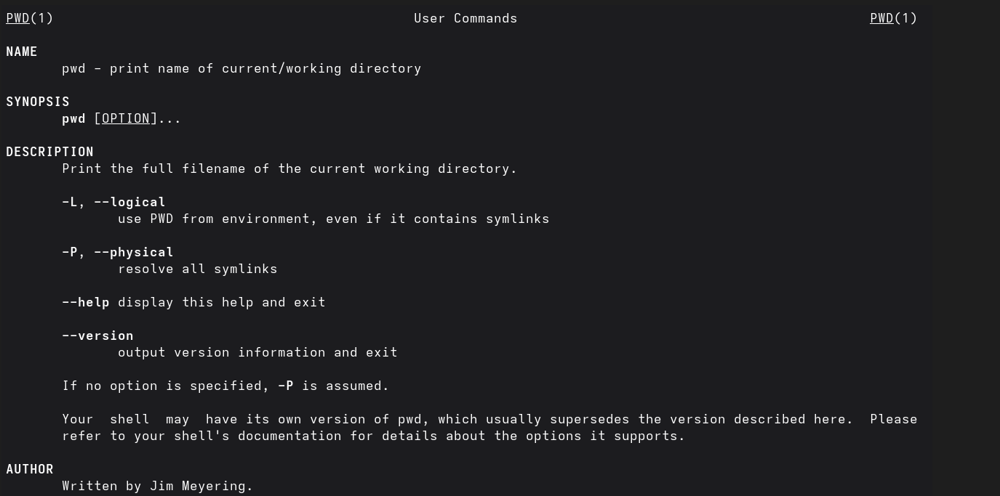 PWD(1)                                             User Commands                                            PWD(1)

NAME
       pwd - print name of current/working directory

SYNOPSIS
       pwd [OPTION]...

DESCRIPTION
       Print the full filename of the current working directory.

       -L, --logical
              use PWD from environment, even if it contains symlinks

       -P, --physical
              resolve all symlinks

       --help display this help and exit

       --version
              output version information and exit

       If no option is specified, -P is assumed.

       Your  shell  may  have its own version of pwd, which usually supersedes the version described here.  Please
       refer to your shell's documentation for details about the options it supports.

AUTHOR
       Written by Jim Meyering.